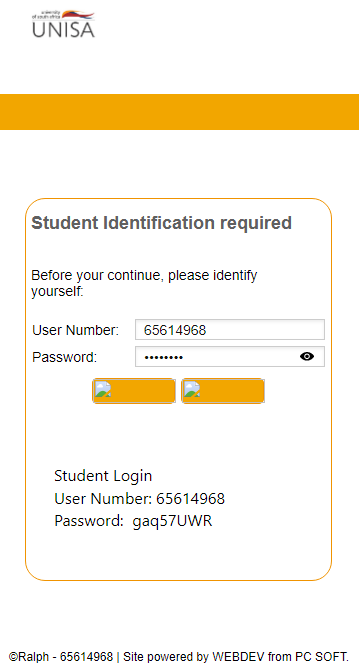 university
of south africa
UNISA
Student Identification required
Before your continue, please identify
yourself:
User Number: 65614968
Password: ••••••••
Student Login
User Number: 65614968
Password:  gaq57UWR
©Ralph - 65614968 | Site powered by WEBDEV from PC SOFT.